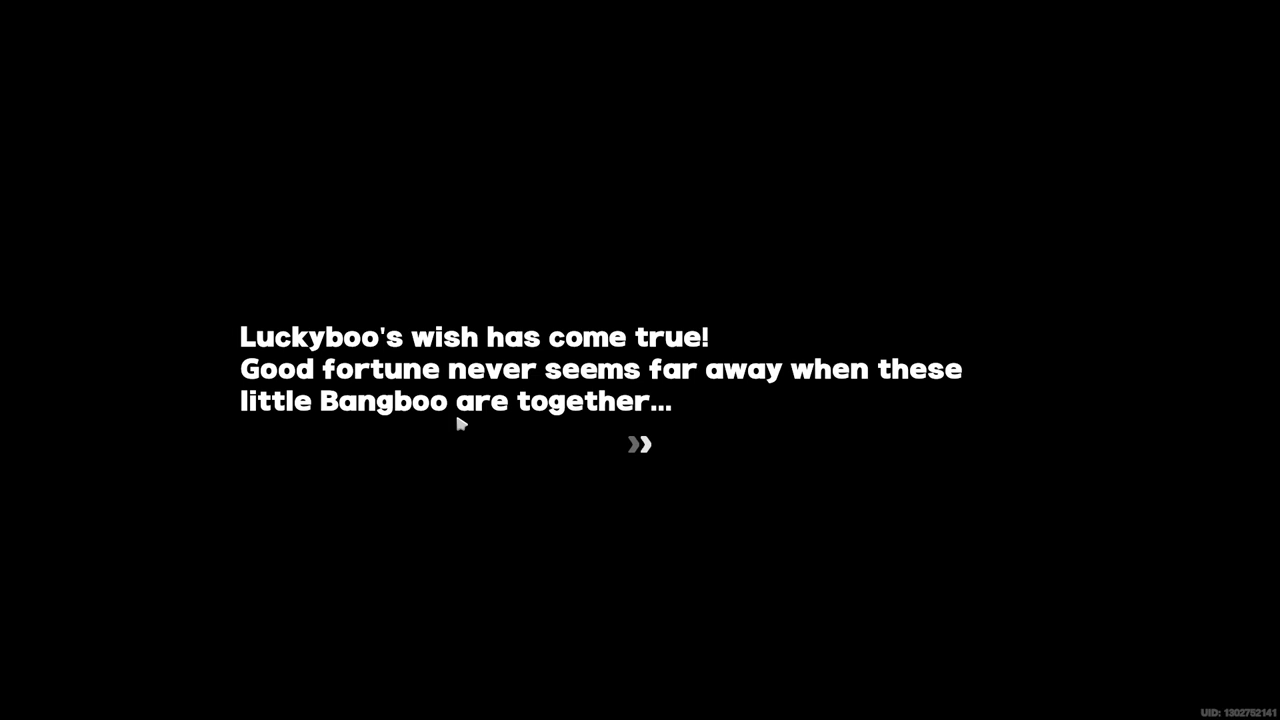 Luckyboo's wish has come true!
Good fortune never seems far away when these
little Bangboo are together...
UID: 1302752141